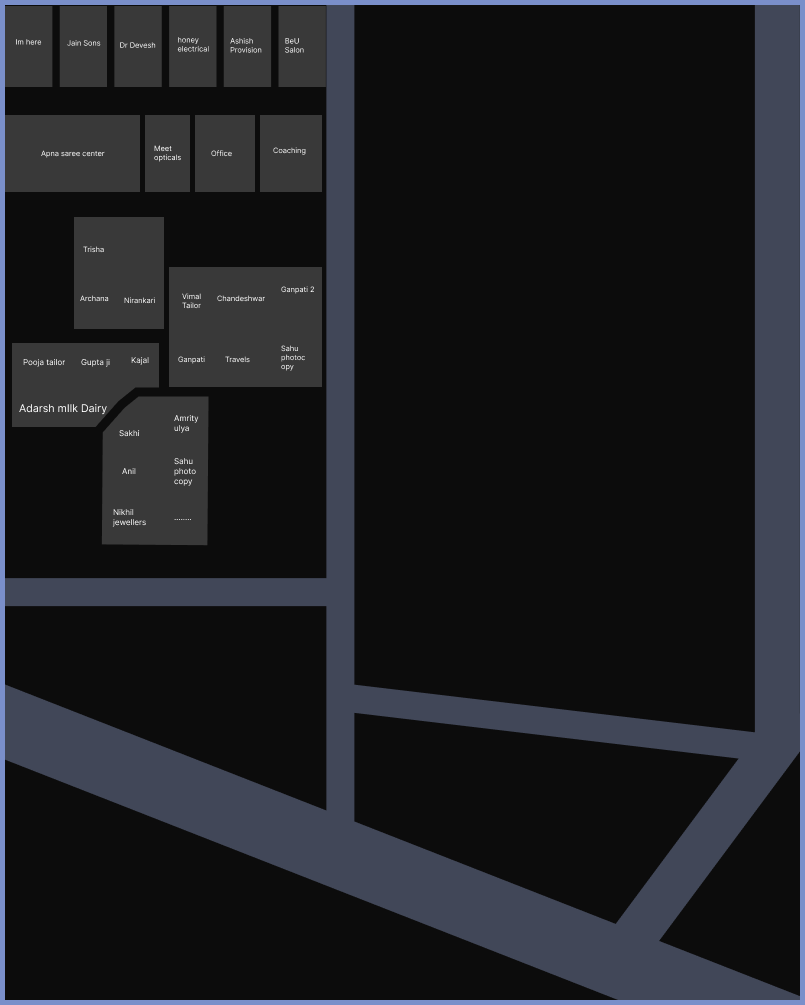 Im here
Jain Sons
Dr Devesh
honey
electrical
Ashish
Provision
BeU
Salon
Apna saree center
Meet
opticals
Office
Coaching
Trisha
Archana
Nirankari
Vimal
Tailor
Chandeshwar
Ganpati 2
Ganpati
Travels
Sahu
photoc
opy
Pooja tailor
Gupta ji
Kajal
Adarsh mIlk Dairy
Sakhi
Amrity
ulya
Anil
Sahu
photo
copy
Nikhil
jewellers
........